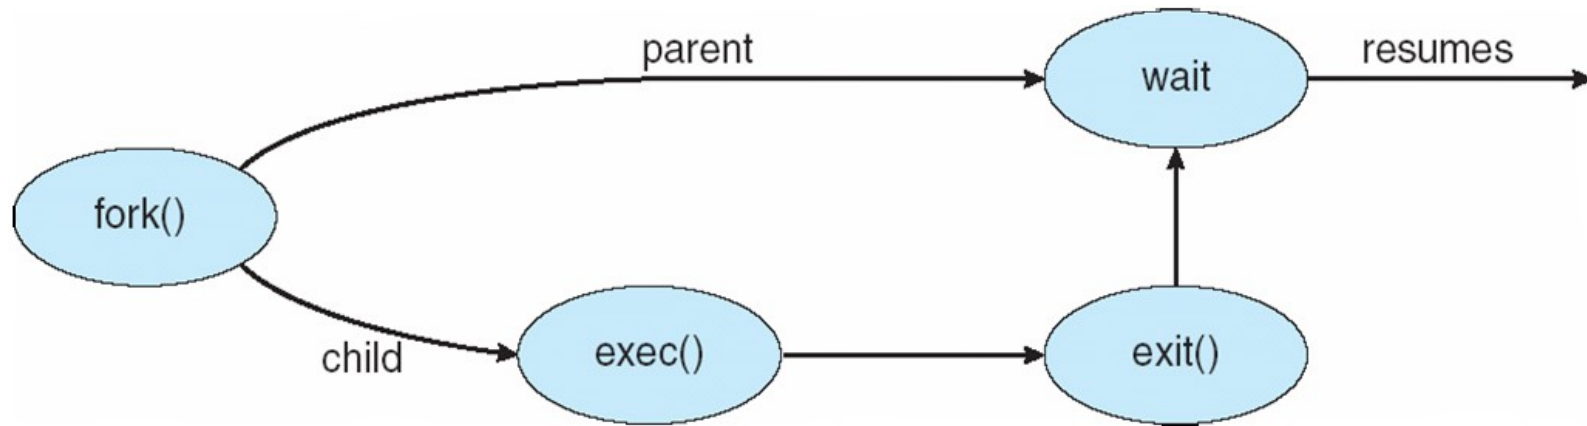 parent
wait
resumes
fork()
child
exec()
exit()